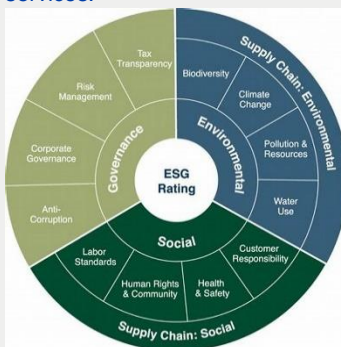 services.
Tax
Transparency
Risk
Management
Corporate
Governance
Anti-
Corruption
Governance
Supply Chain: Environmental
Biodiversity
Climate
Change
Pollution &
Resources
Water
Use
Environmental
ESG
Rating
Social
Labor
Standards
Human Rights
& Community
Health
& Safety
Customer
Responsibility
Supply Chain: Social